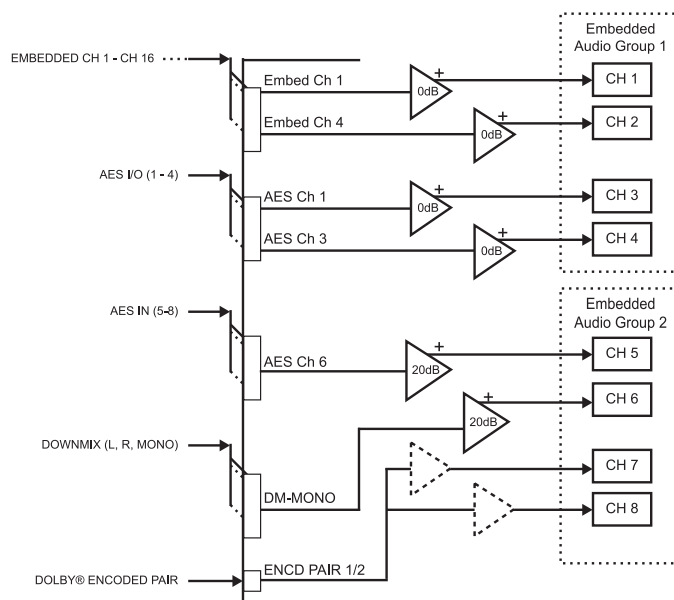 Embedded
Audio Group 1
EMBEDDED CH 1 - CH 16
Embed Ch 1
+
0dB
CH 1
Embed Ch 4
+
0dB
CH 2
AES I/O (1 - 4)
AES Ch 1
+
0dB
CH 3
AES Ch 3
+
0dB
CH 4
Embedded
Audio Group 2
AES IN (5-8)
AES Ch 6
+
20dB
CH 5
+
20dB
CH 6
DOWNMIX (L, R, MONO)
DM-MONO
CH 7
CH 8
ENCD PAIR 1/2
DOLBY® ENCODED PAIR